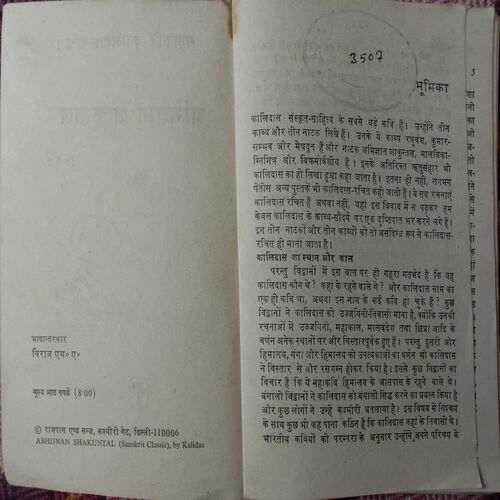 भाषान्तरकार
विराज एम॰ ए॰
मूल्य आठ रुपये (8·00)
© राजपाल एण्ड सन्ज़, कश्मीरी गेट, दिल्ली-110006
ABHIJNAN SHAKUNTAL (Sanskrit Classic), by Kalidas
3507
भूमिका
कालिदास संस्कृत-साहित्य के सबसे बड़े कवि हैं। उन्होंने तीन
काव्य और तीन नाटक लिखे हैं। उनके ये काव्य रघुवंश, कुमार-
सम्भव और मेघदूत हैं और नाटक अभिज्ञान शाकुन्तल, मालविका-
ग्निमित्र और विक्रमोर्वशीय हैं। इनके अतिरिक्त ऋतुसंहार भी
कालिदास का ही लिखा हुआ कहा जाता है। इतना ही नहीं, लगभग
पैंतीस अन्य पुस्तकें भी कालिदास-रचित कही जाती हैं। ये सब रचनाएं
कालिदास रचित हैं अथवा नहीं, यहां इस विवाद में न पड़कर हम
केवल कालिदास के काव्य-सौंदर्य पर एक दृष्टिपात भर करने लगे हैं।
इन तीन नाटकों और तीन काव्यों को तो असंदिग्ध रूप से कालिदास-
रचित ही माना जाता है।
कालिदास का स्थान और काल
परन्तु विद्वानों में इस बात पर ही गहरा मतभेद है कि यह
कालिदास कौन थे? कहां के रहने वाले थे? और कालिदास नाम का
एक ही कवि था, अथवा इस नाम के कई कवि हो चुके हैं? कुछ
विद्वानों ने कालिदास को उज्जयिनी-निवासी माना है, क्योंकि उनकी
रचनाओं में उज्जयिनी, महाकाल, मालवदेश तथा क्षिप्रा आदि के
वर्णन अनेक स्थानों पर और विस्तारपूर्वक हुए हैं। परन्तु दूसरी ओर
हिमालय, गंगा और हिमालय की उपत्यकाओं का वर्णन भी कालिदास
ने विस्तार से और रसमग्न होकर किया है। इससे कुछ विद्वानों का
विचार है कि ये महाकवि हिमालय के आसपास के रहने वाले थे।
बंगाली विद्वानों ने कालिदास को बंगाली सिद्ध करने का प्रयत्न किया है
और कुछ लोगों ने उन्हें कश्मीरी बतलाया है। इस विषय में निश्चय
के साथ कुछ भी कह पाना कठिन है कि कालिदास कहां के निवासी थे।
भारतीय कवियों की परम्परा के अनुसार उन्होंने अपने परिचय के